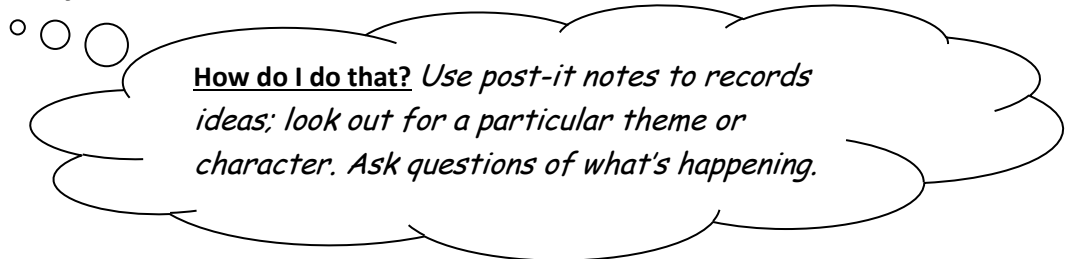 How do I do that? Use post-it notes to records
ideas; look out for a particular theme or
character. Ask questions of what's happening.